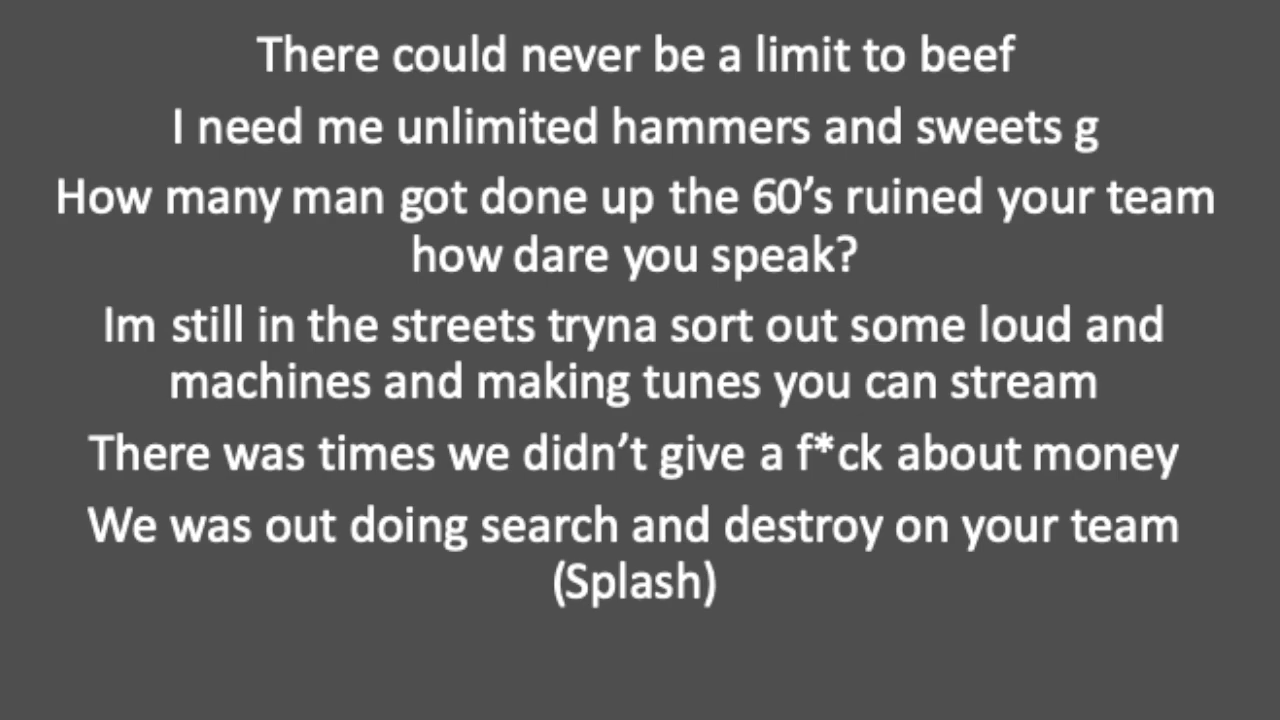 There could never be a limit to beef
I need me unlimited hammers and sweets g
How many man got done up the 60’s ruined your team
how dare you speak?
Im still in the streets tryna sort out some loud and
machines and making tunes you can stream
There was times we didn’t give a f*ck about money
We was out doing search and destroy on your team
(Splash)